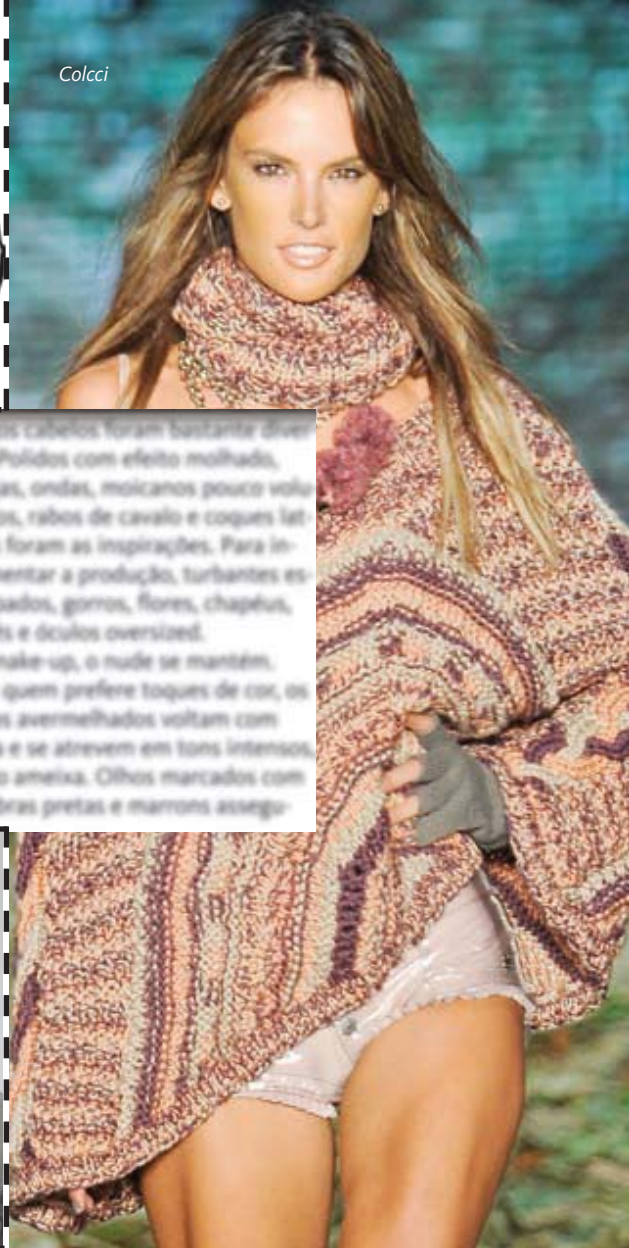 Colcci
os cabelos foram bastante diver-
Polidos com efeito molhado,
as, ondas, moicanos pouco volu-
os, rabos de cavalo e coques lat-
foram as inspirações. Para in-
mentar a produção, turbantes es-
pados, gorros, flores, chapéus,
ês e óculos oversized.
make-up, o nude se mantém.
quem prefere toques de cor, os
s avermelhados voltam com
a e se atrevem em tons intensos,
o ameixa. Olhos marcados com
bras pretas e marrons assegu-